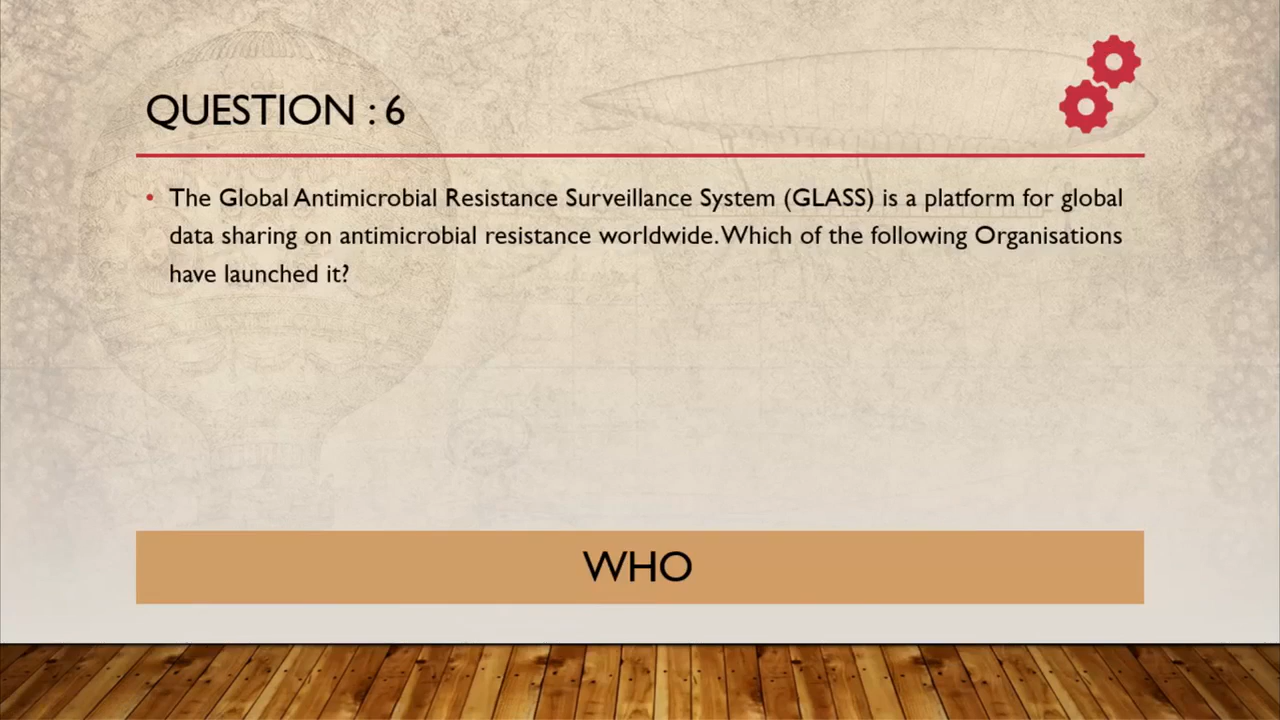 QUESTION : 6
• The Global Antimicrobial Resistance Surveillance System (GLASS) is a platform for global
data sharing on antimicrobial resistance worldwide. Which of the following Organisations
have launched it?
WHO